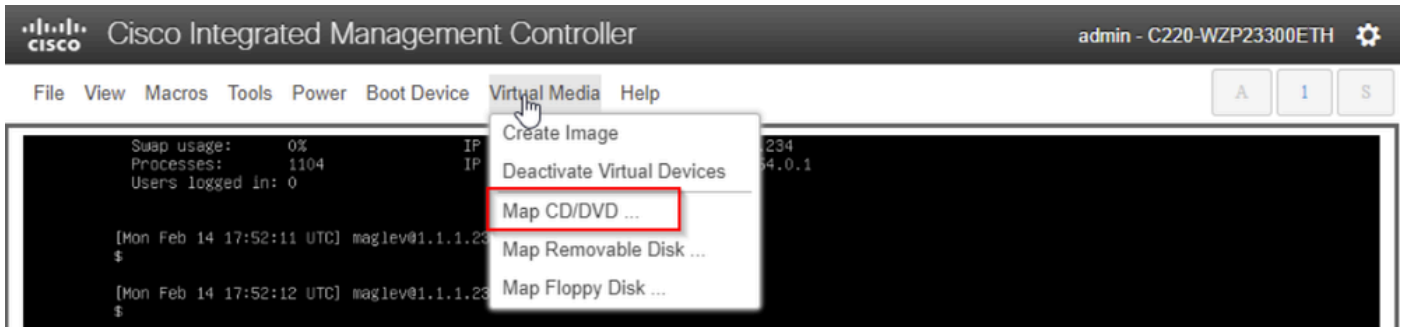 cisco Cisco Integrated Management Controller admin - C220-WZP23300ETH
File View Macros Tools Power Boot Device Virtual Media Help A 1 S
Create Image
Deactivate Virtual Devices
Map CD/DVD ...
Map Removable Disk ...
Map Floppy Disk ...
Swap usage: 0% IP .234
Processes: 1104 IP 4.0.1
Users logged in: 0
[Mon Feb 14 17:52:11 UTC] maglev@1.1.1.23
$
[Mon Feb 14 17:52:12 UTC] maglev@1.1.1.23
$